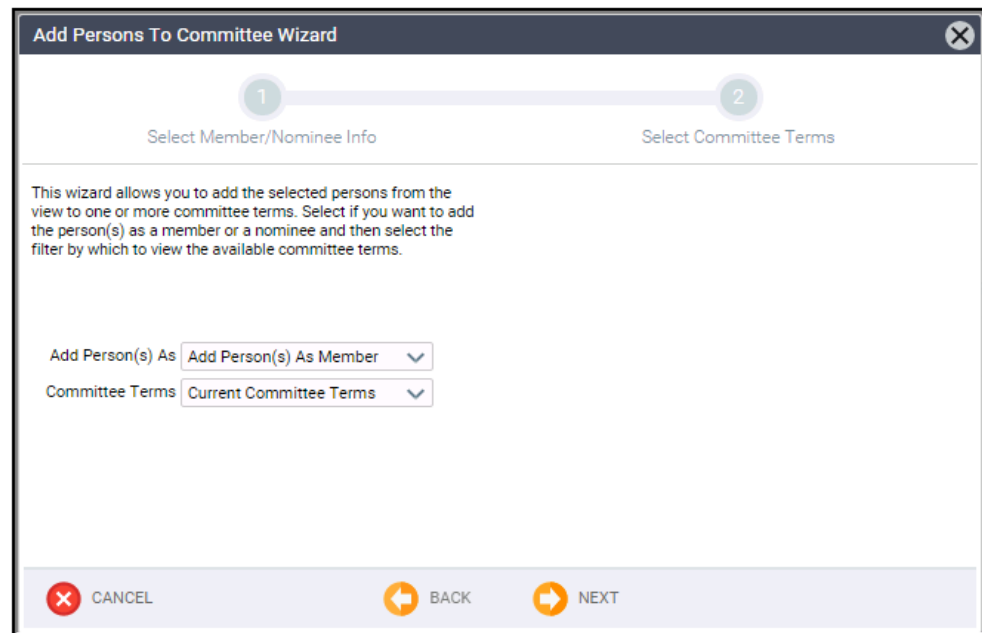 Add Persons To Committee Wizard
1
2
Select Member/Nominee Info
Select Committee Terms
This wizard allows you to add the selected persons from the
view to one or more committee terms. Select if you want to add
the person(s) as a member or a nominee and then select the
filter by which to view the available committee terms.
Add Person(s) As Add Person(s) As Member
Committee Terms Current Committee Terms
CANCEL BACK NEXT